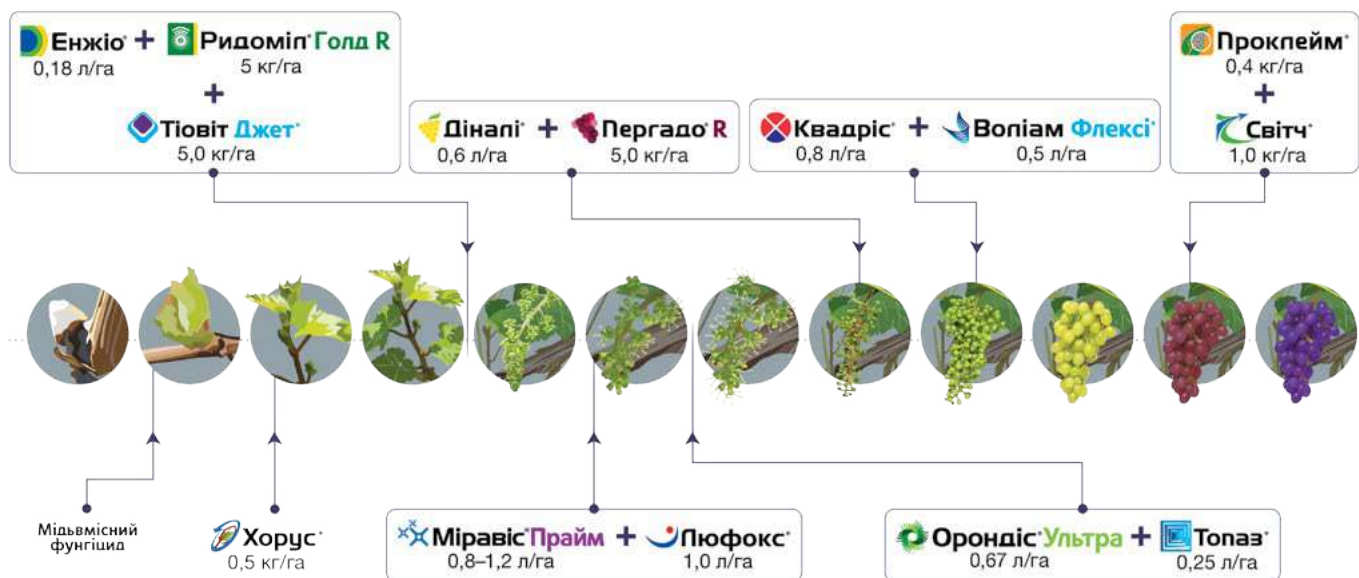 Енжіо® + Ридоміл® Голд R
0,18 л/га 5 кг/га
+
Тіовіт Джет®
5,0 кг/га
Діналі® + Пергадо® R
0,6 л/га 5,0 кг/га
Квадріс® + Воліам Флексі®
0,8 л/га 0,5 л/га
Проклейм®
0,4 кг/га
+
Світч®
1,0 кг/га
Мідьвмісний
фунгіцид
Хорус®
0,5 кг/га
Міравіс® Прайм + Люфокс®
0,8–1,2 л/га 1,0 л/га
Орондіс® Ультра + Топаз®
0,67 л/га 0,25 л/га